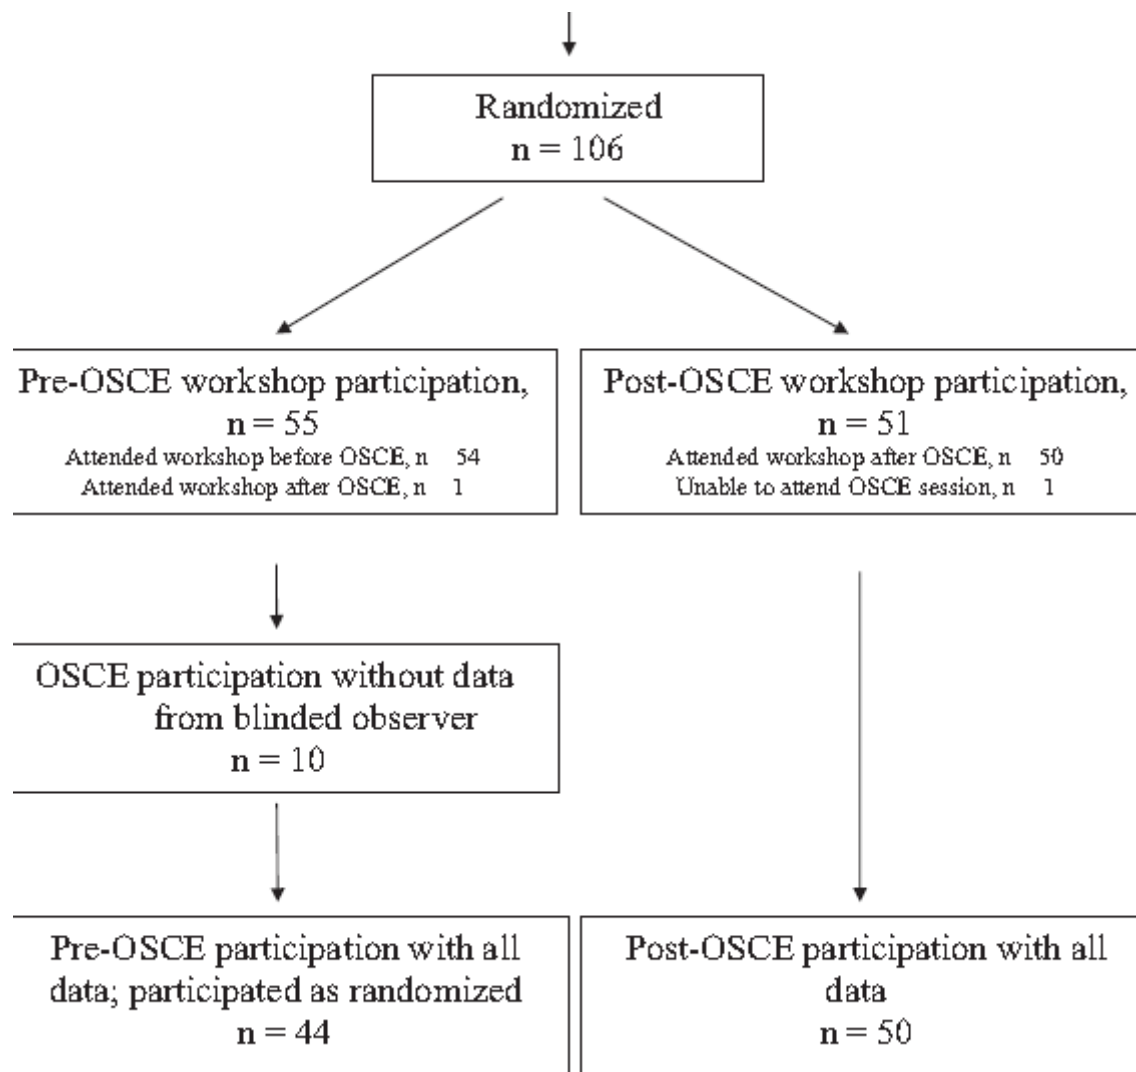 Randomized
n = 106
Pre-OSCE workshop participation,
n = 55
Attended workshop before OSCE, n 54
Attended workshop after OSCE, n 1
Post-OSCE workshop participation,
n = 51
Attended workshop after OSCE, n 50
Unable to attend OSCE session, n 1
OSCE participation without data
from blinded observer
n = 10
Pre-OSCE participation with all
data; participated as randomized
n = 44
Post-OSCE participation with all
data
n = 50